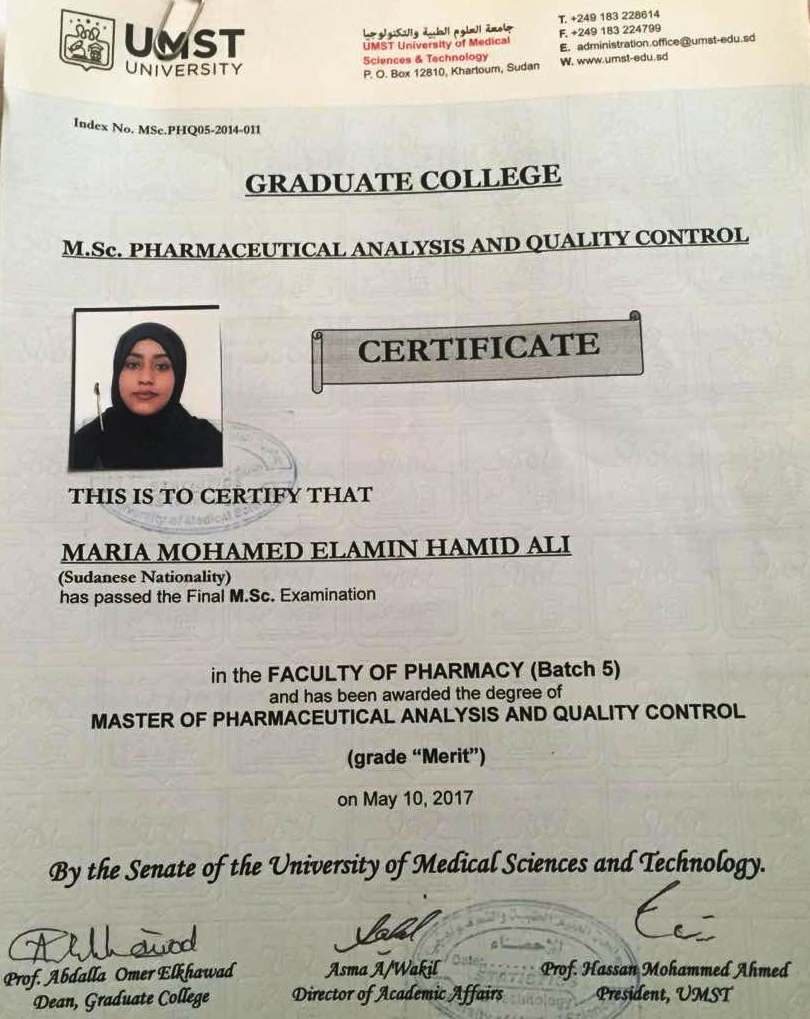 UMST
UNIVERSITY
جامعة العلوم الطبية والتكنولوجيا
UMST University of Medical
Sciences & Technology
P. O. Box 12810, Khartoum, Sudan
T. +249 183 228614
F. +249 183 224799
E. administration.office@umst-edu.sd
W. www.umst-edu.sd
Index No. MSc.PHQ05-2014-011
GRADUATE COLLEGE
M.Sc. PHARMACEUTICAL ANALYSIS AND QUALITY CONTROL
CERTIFICATE
THIS IS TO CERTIFY THAT
MARIA MOHAMED ELAMIN HAMID ALI
(Sudanese Nationality)
has passed the Final M.Sc. Examination
in the FACULTY OF PHARMACY (Batch 5)
and has been awarded the degree of
MASTER OF PHARMACEUTICAL ANALYSIS AND QUALITY CONTROL
(grade “Merit”)
on May 10, 2017
By the Senate of the University of Medical Sciences and Technology.
Prof. Abdalla Omer Elkhawad
Dean, Graduate College
Asma A/Wakil
Director of Academic Affairs
Prof. Hassan Mohammed Ahmed
President, UMST